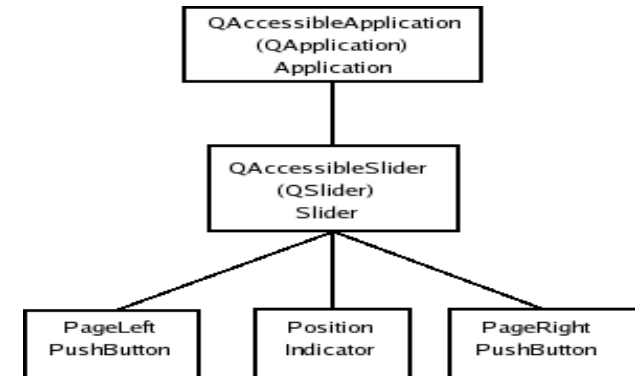 QAccessibleApplication
(QApplication)
Application
QAccessibleSlider
(QSlider)
Slider
PageLeft
PushButton
Position
Indicator
PageRight
PushButton